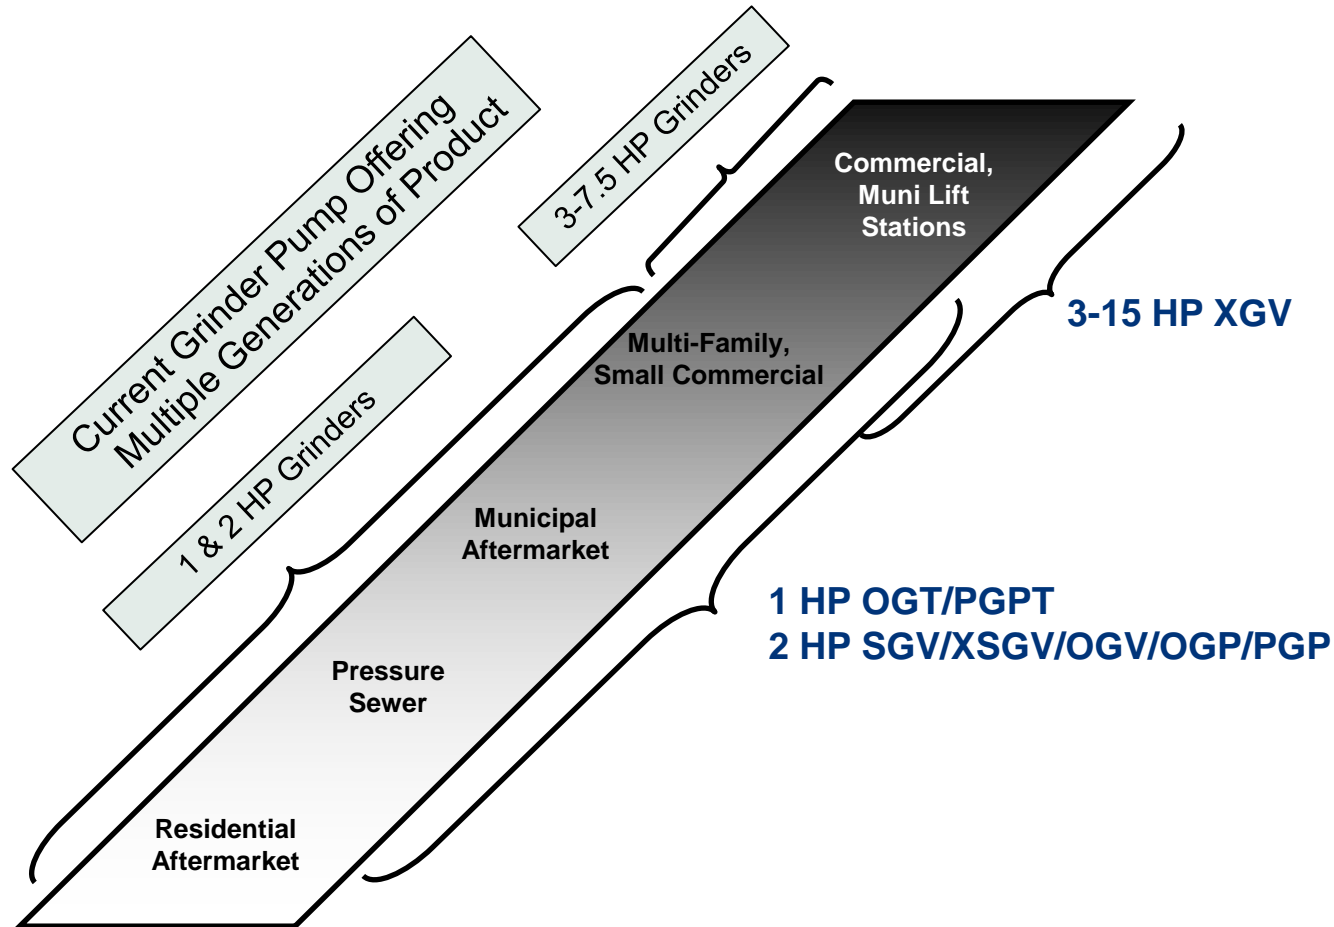 Current Grinder Pump Offering
Multiple Generations of Product
3-7.5 HP Grinders
1 & 2 HP Grinders
Commercial,
Muni Lift
Stations
3-15 HP XGV
Multi-Family,
Small Commercial
Municipal
Aftermarket
1 HP OGT/PGPT
2 HP SGV/XSGV/OGV/OGP/PGP
Pressure
Sewer
Residential
Aftermarket